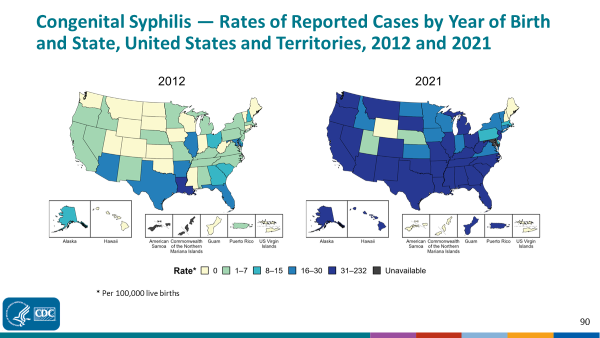 Congenital Syphilis — Rates of Reported Cases by Year of Birth
and State, United States and Territories, 2012 and 2021
2012
2021
Alaska
Hawaii
American
Samoa
Commonwealth
of the Northern
Mariana Islands
Guam
Puerto Rico
US Virgin
Islands
Alaska
Hawaii
American
Samoa
Commonwealth
of the Northern
Mariana Islands
Guam
Puerto Rico
US Virgin
Islands
Rate* 0 1–7 8–15 16–30 31–232 Unavailable
* Per 100,000 live births
CDC
90